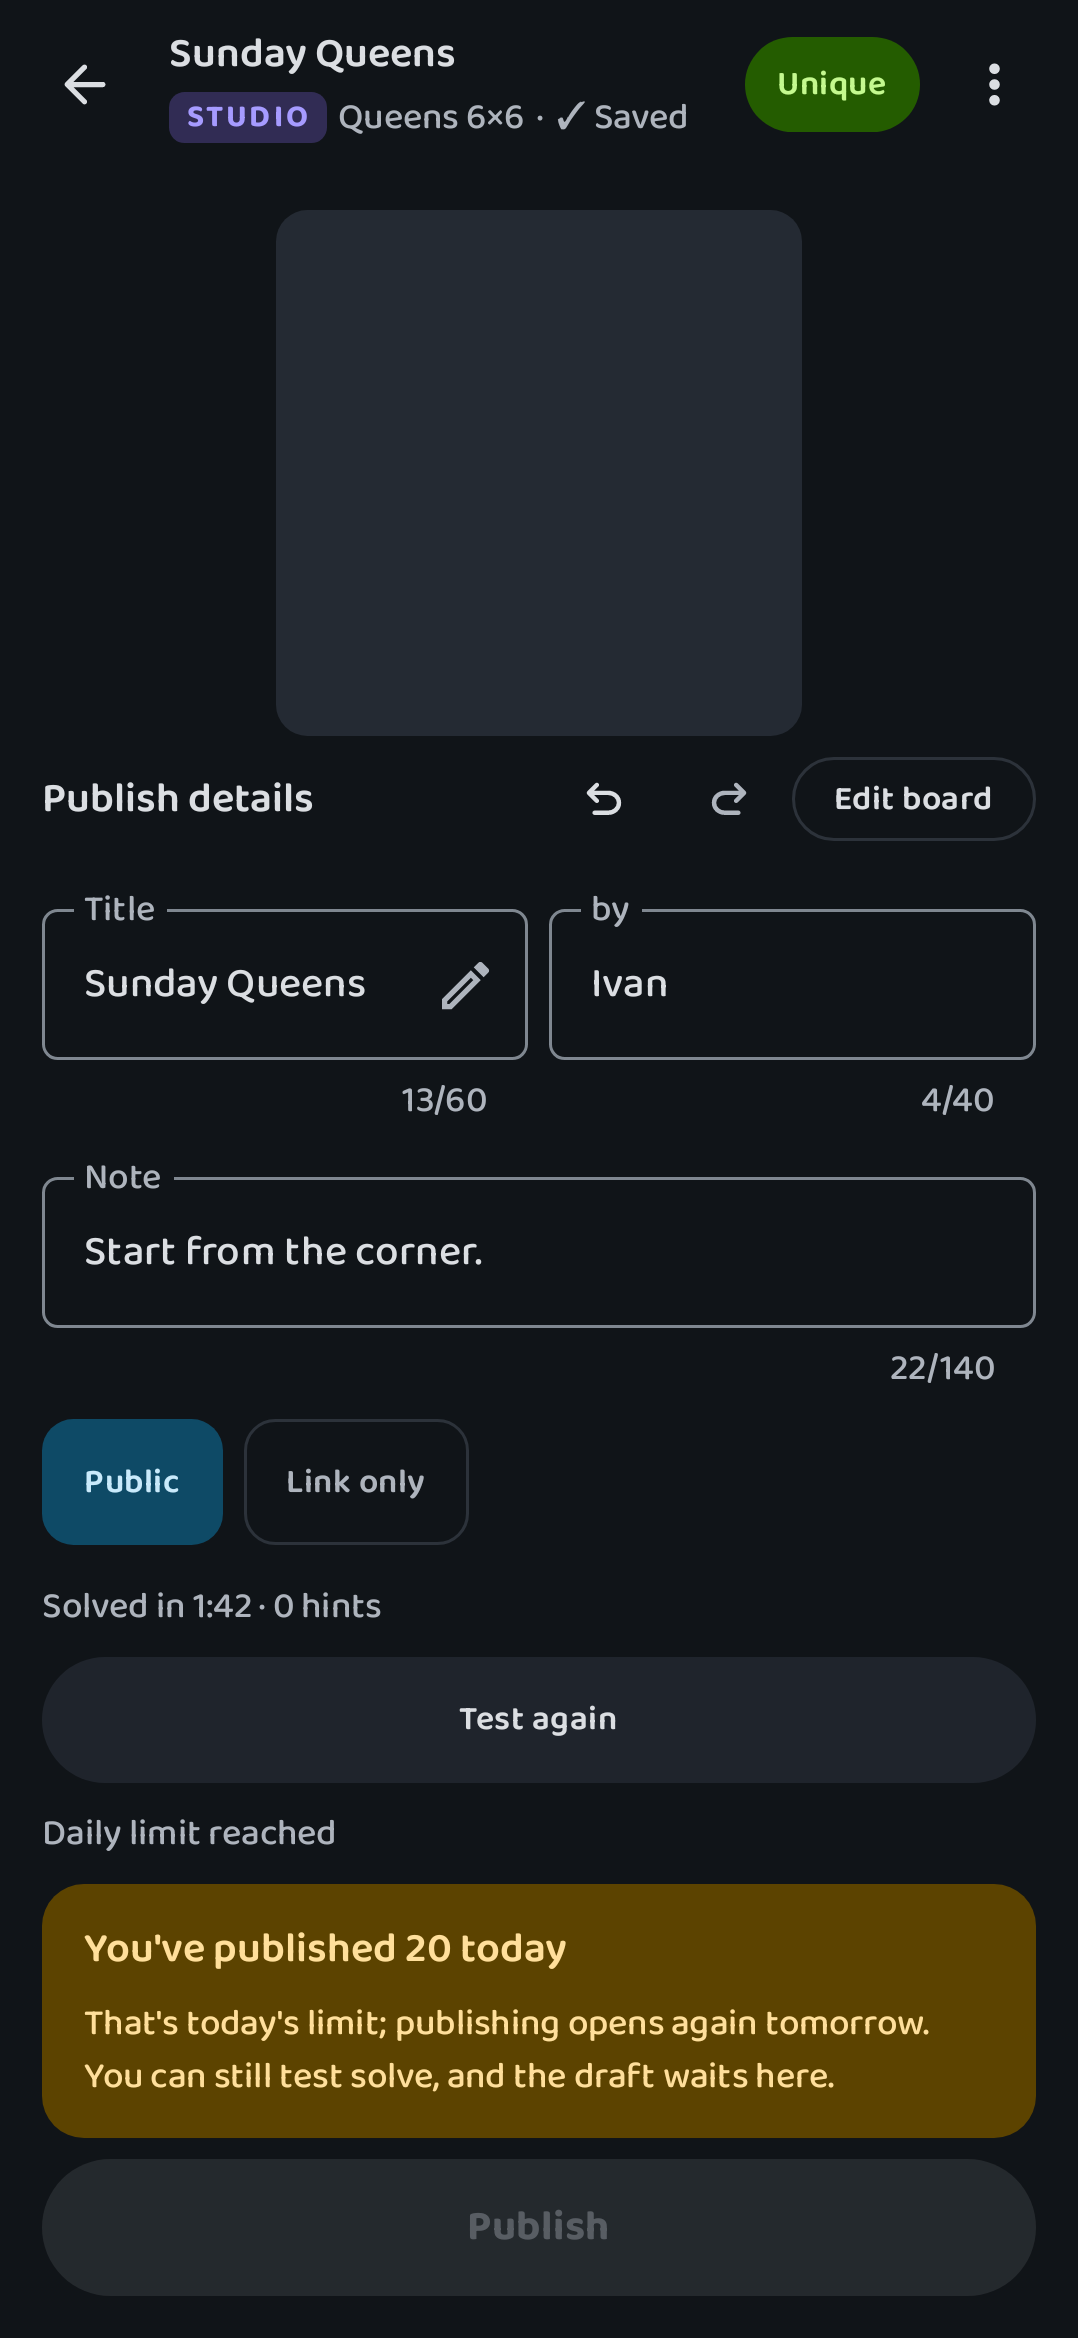 Sunday Queens
STUDIO Queens 6×6 · ✓ Saved
Unique
Publish details
Edit board
Title
Sunday Queens
13/60
by
Ivan
4/40
Note
Start from the corner.
22/140
Public
Link only
Solved in 1:42 · 0 hints
Test again
Daily limit reached
You've published 20 today
That's today's limit; publishing opens again tomorrow.
You can still test solve, and the draft waits here.
Publish